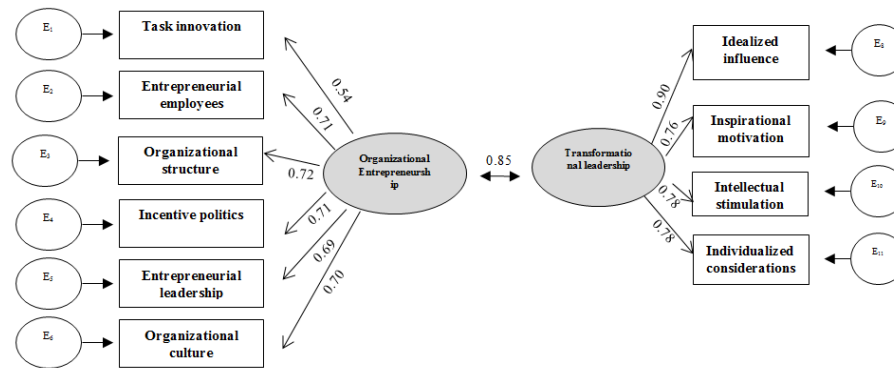 E1
Task innovation
E2
Entrepreneurial
employees
E3
Organizational
structure
E4
Incentive politics
E5
Entrepreneurial
leadership
E6
Organizational
culture
0.54
0.71
0.72
0.71
0.69
0.70
Organizational
Entrepreneursh
ip
0.85
Transformatio
nal leadership
0.90
0.76
0.78
0.78
Idealized
influence
E8
Inspirational
motivation
E9
Intellectual
stimulation
E10
Individualized
considerations
E11